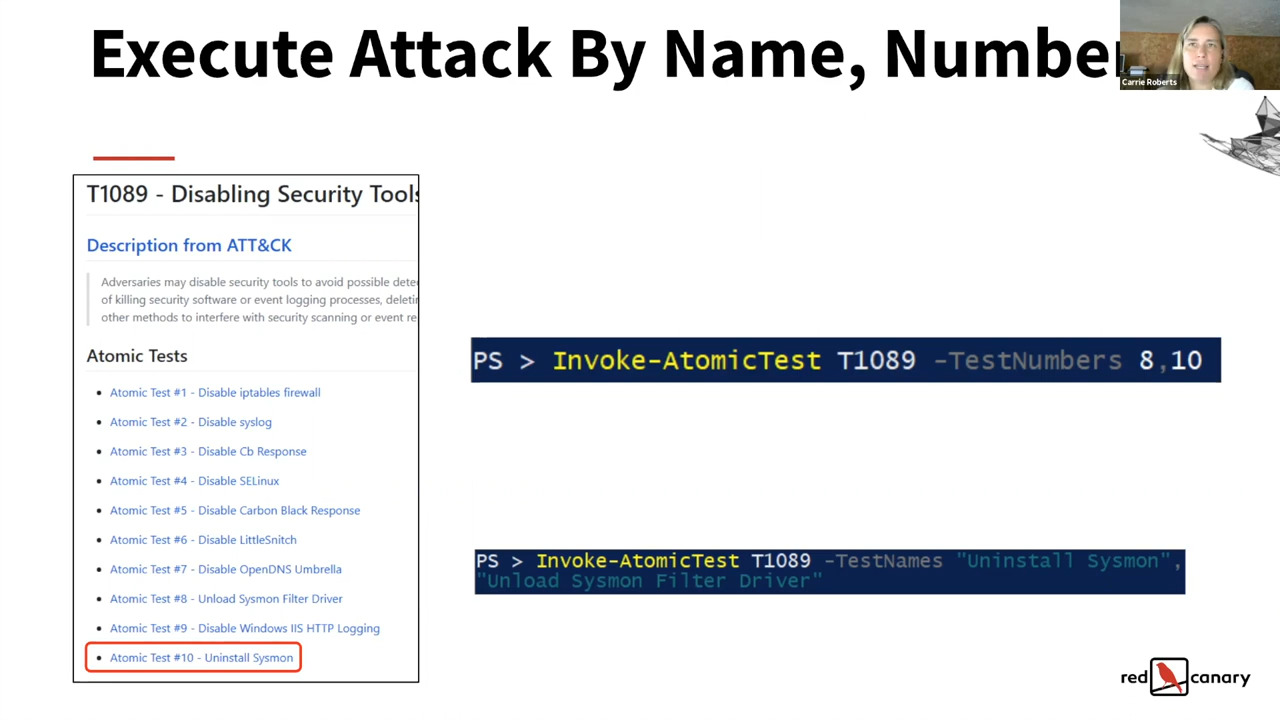 Execute Attack By Name, Number
Carrie Roberts
T1089 - Disabling Security Tools
Description from ATT&CK
Adversaries may disable security tools to avoid possible
of killing security software or event logging processes,
other methods to interfere with security scanning or event
Atomic Tests
Atomic Test #1 - Disable iptables firewall
Atomic Test #2 - Disable syslog
Atomic Test #3 - Disable Cb Response
Atomic Test #4 - Disable SELinux
Atomic Test #5 - Disable Carbon Black Response
Atomic Test #6 - Disable LittleSnitch
Atomic Test #7 - Disable OpenDNS Umbrella
Atomic Test #8 - Unload Sysmon Filter Driver
Atomic Test #9 - Disable Windows IIS HTTP Logging
Atomic Test #10 - Uninstall Sysmon
PS > Invoke-AtomicTest T1089 -TestNumbers 8,10
PS > Invoke-AtomicTest T1089 -TestNames "Uninstall Sysmon",
"Unload Sysmon Filter Driver"
red canary